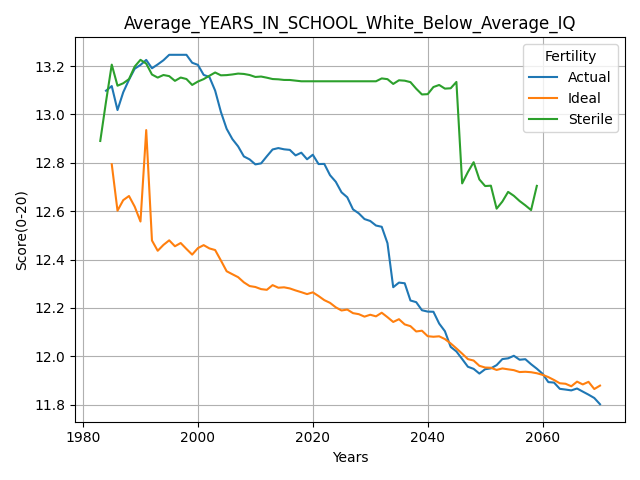 Average_YEARS_IN_SCHOOL_White_Below_Average_IQ
Fertility
Actual
Ideal
Sterile
Score(0-20)
13.2
13.0
12.8
12.6
12.4
12.2
12.0
11.8
1980
2000
2020
2040
2060
Years